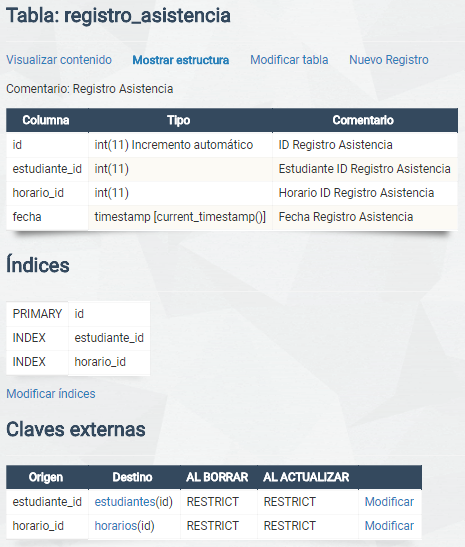 Tabla: registro_asistencia
Visualizar contenido Mostrar estructura Modificar tabla Nuevo Registro
Comentario: Registro Asistencia
Columna Tipo Comentario
id int(11) Incremento automático ID Registro Asistencia
estudiante_id int(11) Estudiante ID Registro Asistencia
horario_id int(11) Horario ID Registro Asistencia
fecha timestamp [current_timestamp()] Fecha Registro Asistencia
Índices
PRIMARY id
INDEX estudiante_id
INDEX horario_id
Modificar índices
Claves externas
Origen Destino AL BORRAR AL ACTUALIZAR
estudiante_id estudiantes(id) RESTRICT RESTRICT Modificar
horario_id horarios(id) RESTRICT RESTRICT Modificar